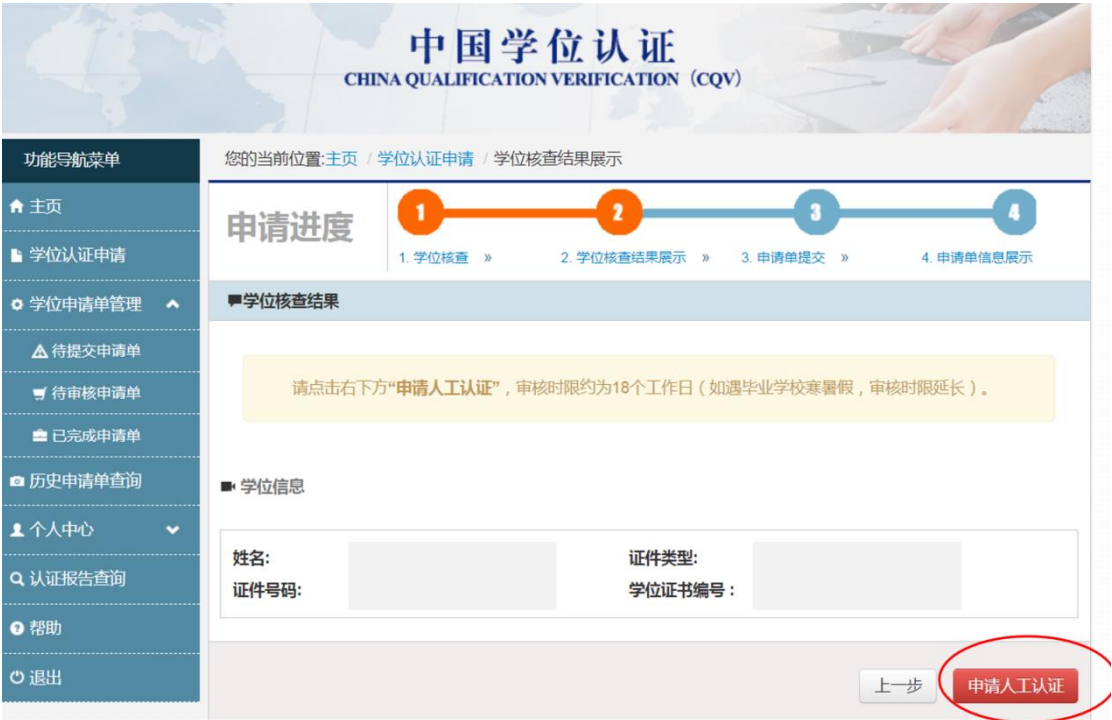 中国学位认证
CHINA QUALIFICATION VERIFICATION（CQV）
功能导航菜单
主页
学位认证申请
学位申请单管理
待提交申请单
待审核申请单
已完成申请单
历史申请单查询
个人中心
认证报告查询
帮助
退出
您的当前位置:主页 / 学位认证申请 / 学位核查结果展示
申请进度
1 2 3 4
1. 学位核查 » 2. 学位核查结果展示 » 3. 申请单提交 » 4. 申请单信息展示
学位核查结果
请点击右下方“申请人工认证”，审核时限约为18个工作日（如遇毕业学校寒暑假，审核时限延长）。
学位信息
姓名: 证件类型:
证件号码: 学位证书编号：
上一步 申请人工认证